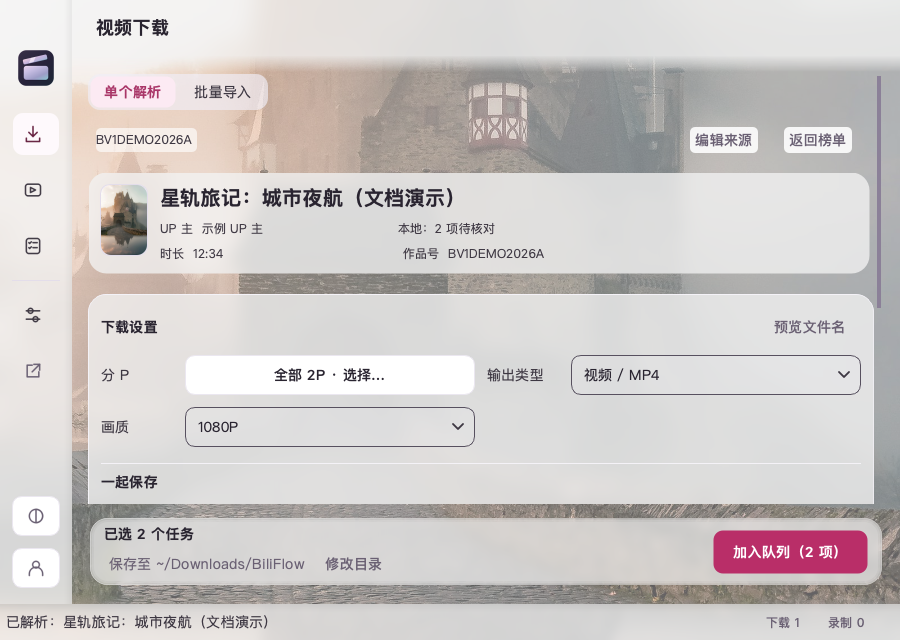 视频下载
单个解析 批量导入
BV1DEMO2026A 编辑来源 返回榜单
星轨旅记：城市夜航（文档演示）
UP 主 示例 UP 主 本地：2 项待核对
时长 12:34 作品号 BV1DEMO2026A
下载设置 预览文件名
分 P 全部 2P · 选择... 输出类型 视频 / MP4
画质 1080P
一起保存
已选 2 个任务
保存至 ~/Downloads/BiliFlow 修改目录
加入队列（2 项）
已解析：星轨旅记：城市夜航（文档演示） 下载 1 录制 0